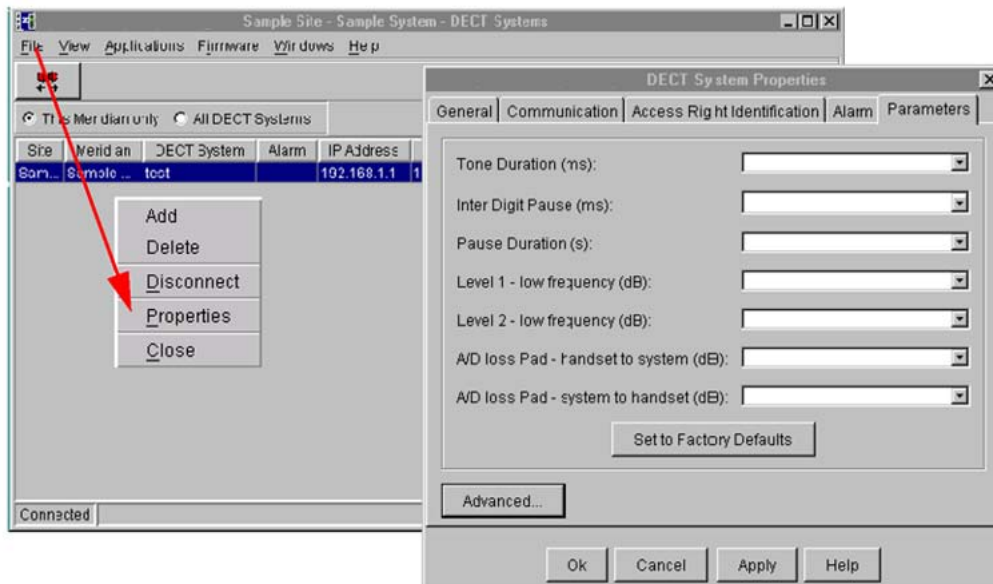 Sample Site - Sample System - DECT Systems
File View Applications Firmware Windows Help
This Meridian only All DECT Systems
Site Meridian DECT System Alarm IP Address
Sam... Sample ... test 192.168.1.1 1
Add
Delete
Disconnect
Properties
Close
Connected
DECT System Properties
General Communication Access Right Identification Alarm Parameters
Tone Duration (ms):
Inter Digit Pause (ms):
Pause Duration (s):
Level 1 - low frequency (dB):
Level 2 - low frequency (dB):
A/D loss Pad - handset to system (dB):
A/D loss Pad - system to handset (dB):
Set to Factory Defaults
Advanced...
Ok Cancel Apply Help